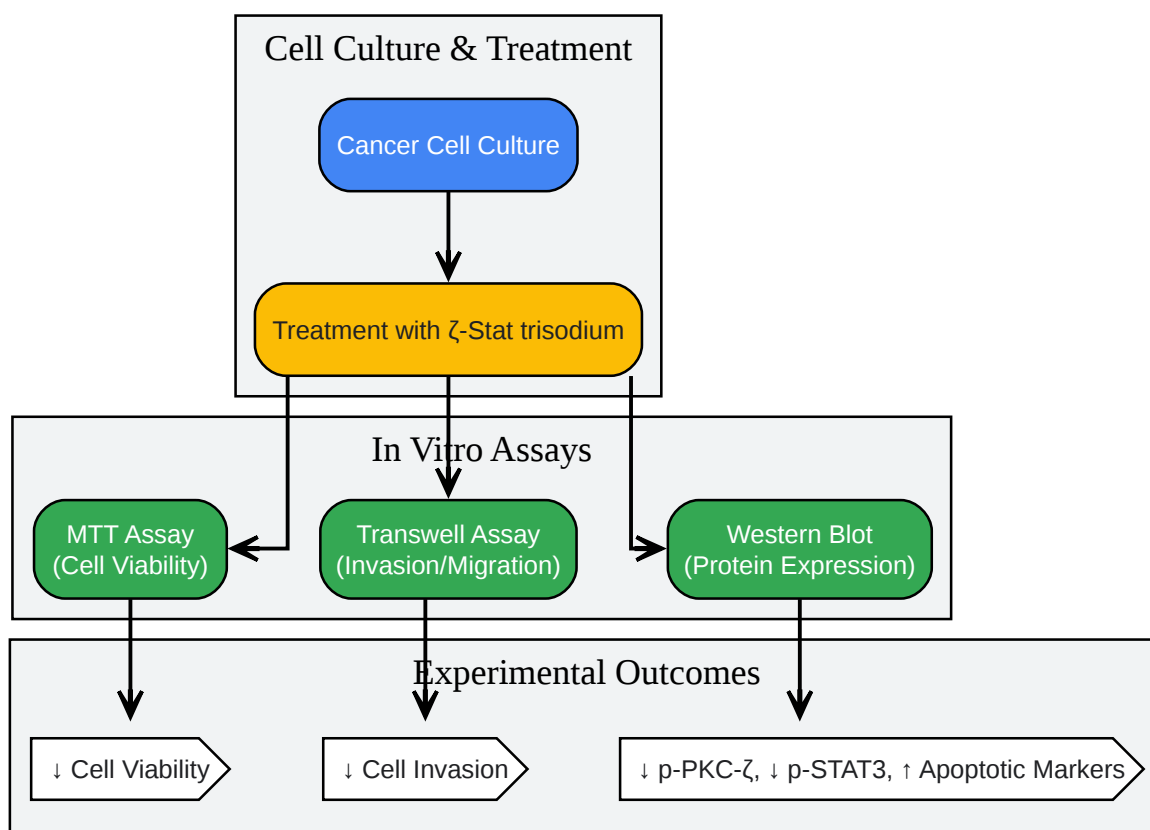 Cell Culture & Treatment
Cancer Cell Culture
Treatment with ζ-Stat trisodium
In Vitro Assays
MTT Assay
(Cell Viability)
Transwell Assay
(Invasion/Migration)
Western Blot
(Protein Expression)
Experimental Outcomes
↓ Cell Viability
↓ Cell Invasion
↓ p-PKC-ζ, ↓ p-STAT3, ↑ Apoptotic Markers